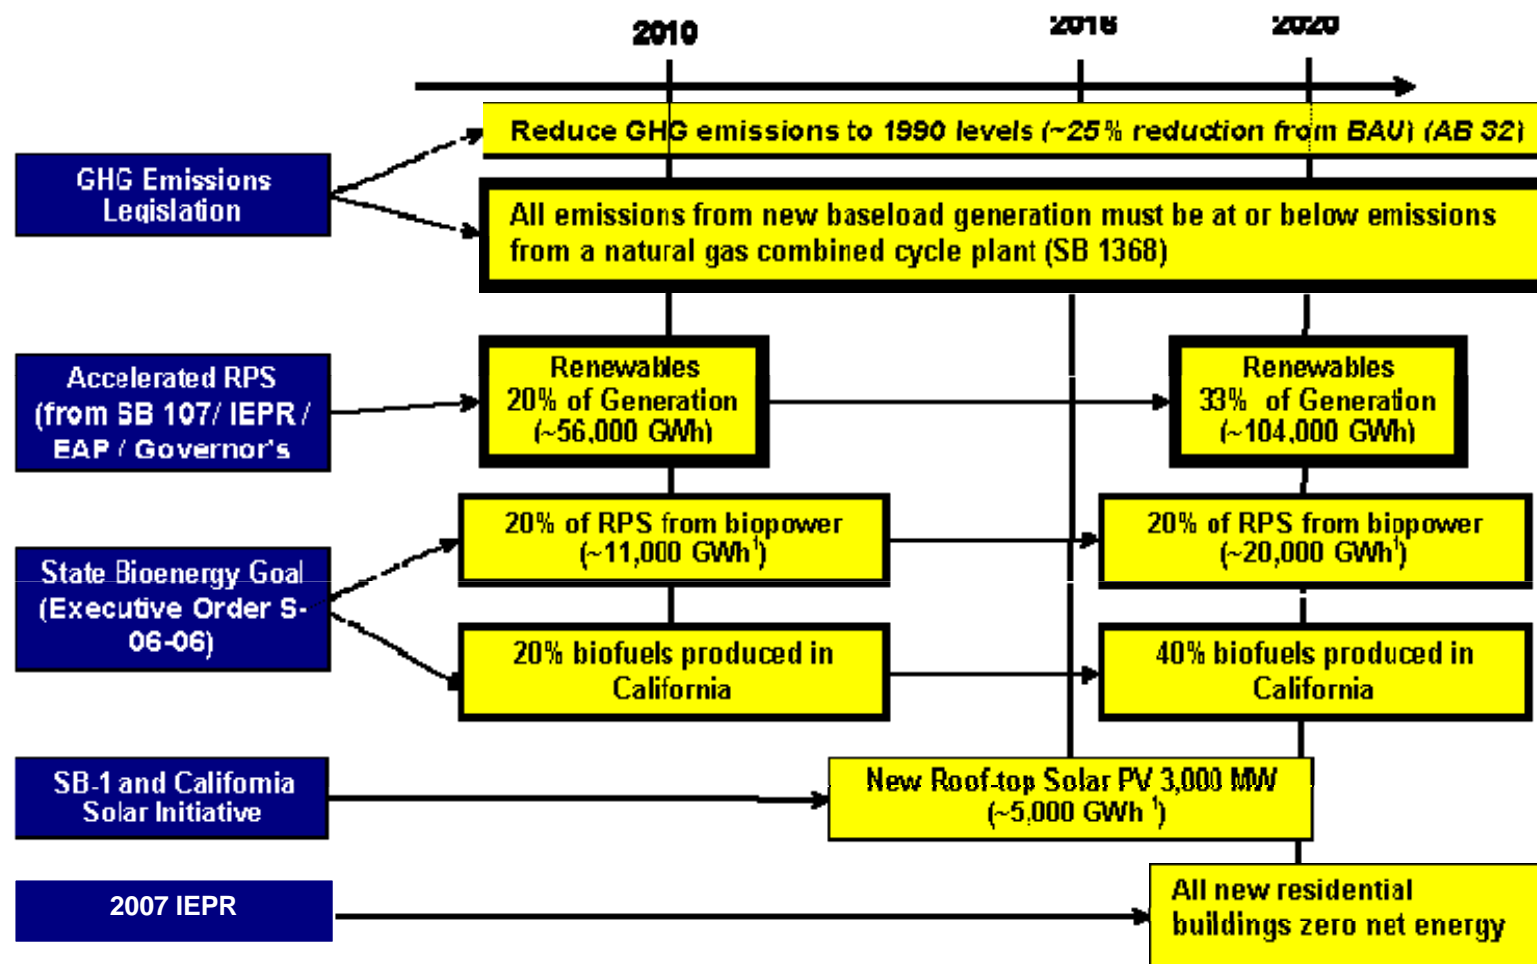 2010
2016
2020
Reduce GHG emissions to 1990 levels (~25% reduction from BAU) (AB 32)
GHG Emissions
Legislation
All emissions from new baseload generation must be at or below emissions
from a natural gas combined cycle plant (SB 1368)
Accelerated RPS
(from SB 107/ IEPR /
EAP / Governor's
Renewables
20% of Generation
(~56,000 GWh)
Renewables
33% of Generation
(~104,000 GWh)
State Bioenergy Goal
(Executive Order S-
06-06)
20% of RPS from biopower
(~11,000 GWh¹)
20% of RPS from biopower
(~20,000 GWh¹)
20% biofuels produced in
California
40% biofuels produced in
California
SB-1 and California
Solar Initiative
New Roof-top Solar PV 3,000 MW
(~5,000 GWh ¹)
2007 IEPR
All new residential
buildings zero net energy